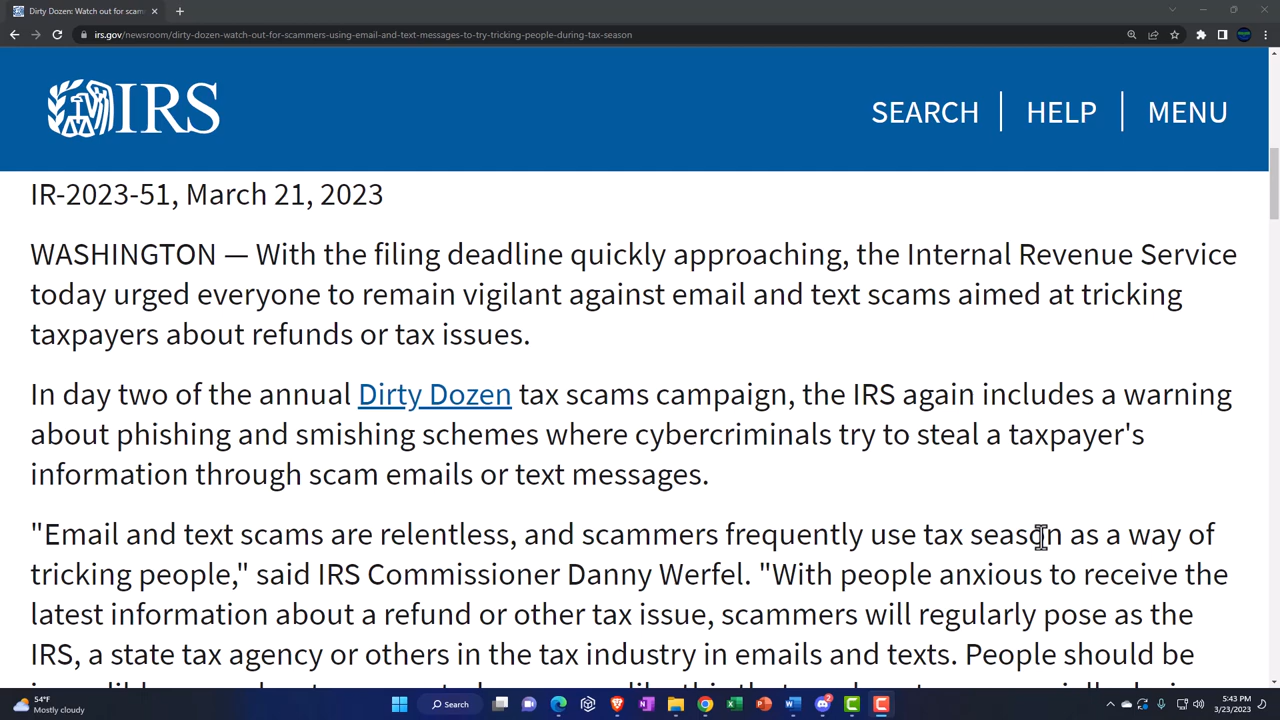 Dirty Dozen: Watch out for scam
irs.gov/newsroom/dirty-dozen-watch-out-for-scammers-using-email-and-text-messages-to-try-tricking-people-during-tax-season
IRS
SEARCH HELP MENU
IR-2023-51, March 21, 2023
WASHINGTON — With the filing deadline quickly approaching, the Internal Revenue Service
today urged everyone to remain vigilant against email and text scams aimed at tricking
taxpayers about refunds or tax issues.
In day two of the annual Dirty Dozen tax scams campaign, the IRS again includes a warning
about phishing and smishing schemes where cybercriminals try to steal a taxpayer's
information through scam emails or text messages.
"Email and text scams are relentless, and scammers frequently use tax season as a way of
tricking people," said IRS Commissioner Danny Werfel. "With people anxious to receive the
latest information about a refund or other tax issue, scammers will regularly pose as the
IRS, a state tax agency or others in the tax industry in emails and texts. People should be
54°F
Mostly cloudy
Search
5:43 PM
3/23/2023